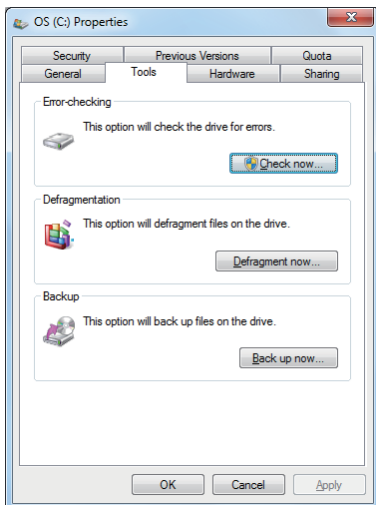 OS (C:) Properties
Security Previous Versions Quota
General Tools Hardware Sharing
Error-checking
This option will check the drive for errors.
Check now...
Defragmentation
This option will defragment files on the drive.
Defragment now...
Backup
This option will back up files on the drive.
Back up now...
OK Cancel Apply